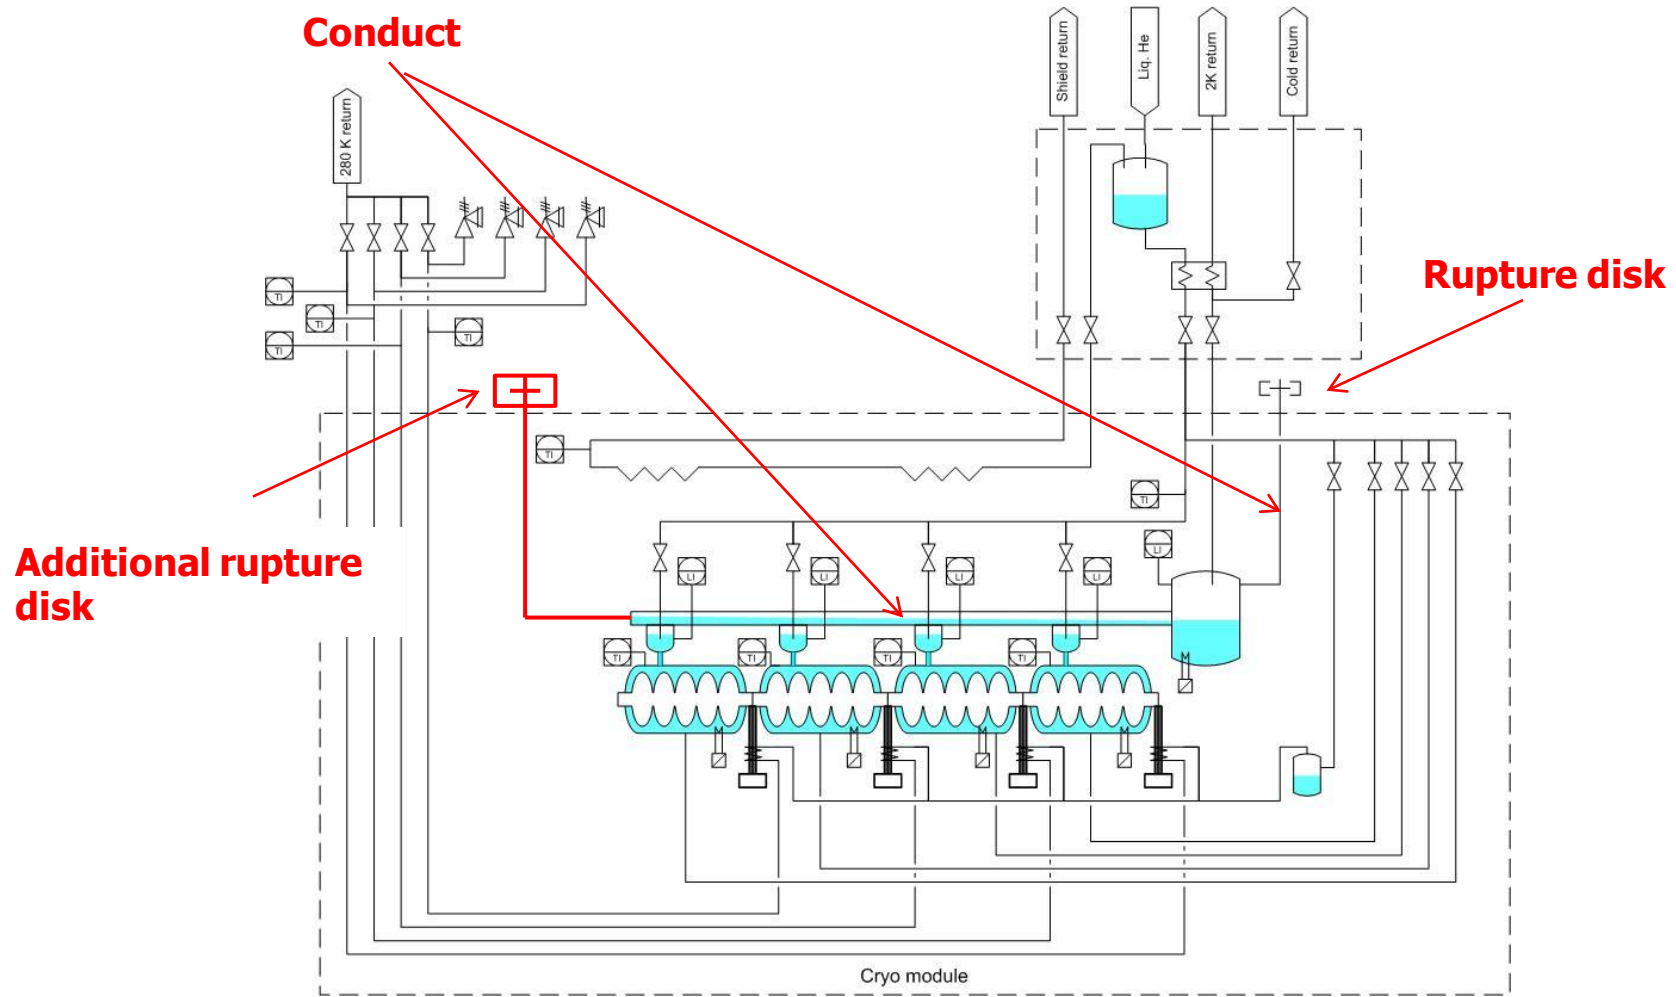 Conduct
Shield return
Liq. He
2K return
Cold return
280 K return
Rupture disk
TI
TI
TI
TI
TI
TI
LI
Additional rupture
disk
LI
LI
LI
LI
TI
TI
TI
TI
Cryo module